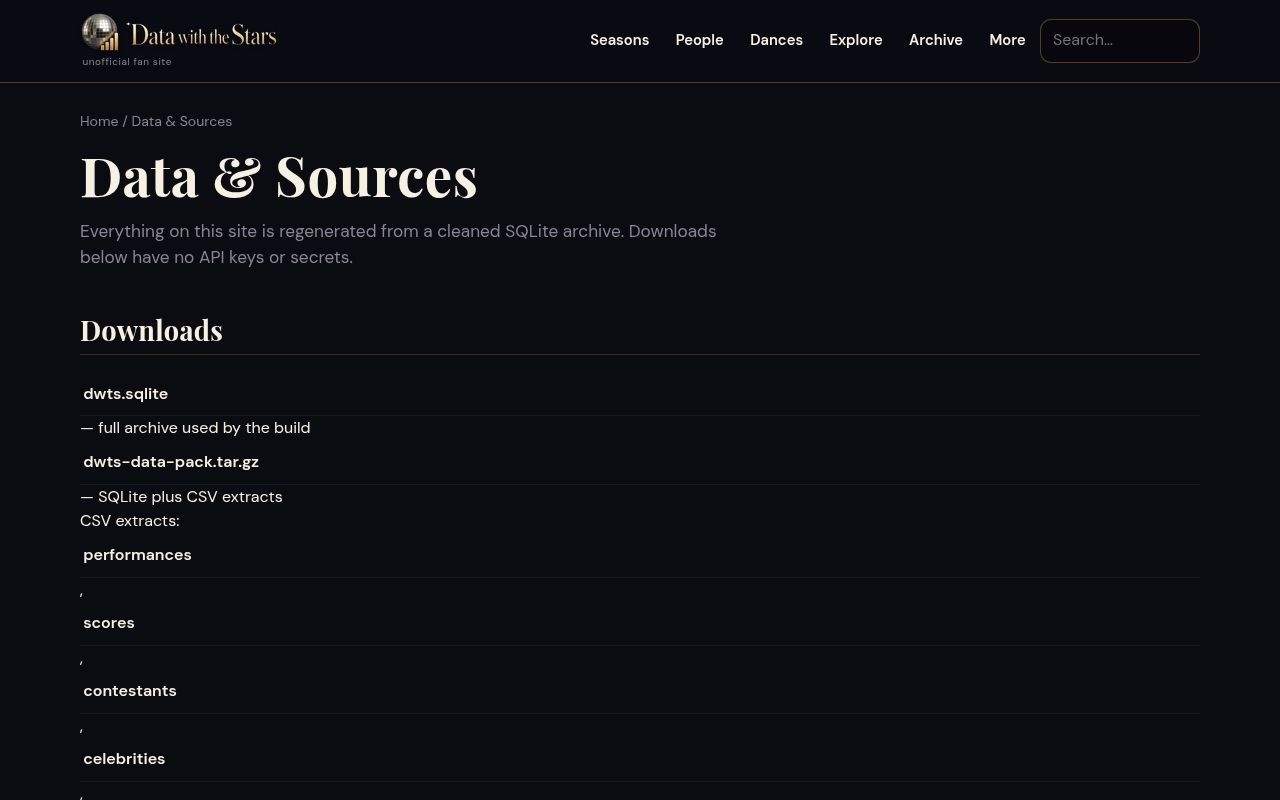 Data with the Stars
unofficial fan site
Seasons People Dances Explore Archive More Search...
Home / Data & Sources
Data & Sources
Everything on this site is regenerated from a cleaned SQLite archive. Downloads
below have no API keys or secrets.
Downloads
dwts.sqlite
— full archive used by the build
dwts-data-pack.tar.gz
— SQLite plus CSV extracts
CSV extracts:
performances
,
scores
,
contestants
,
celebrities
,